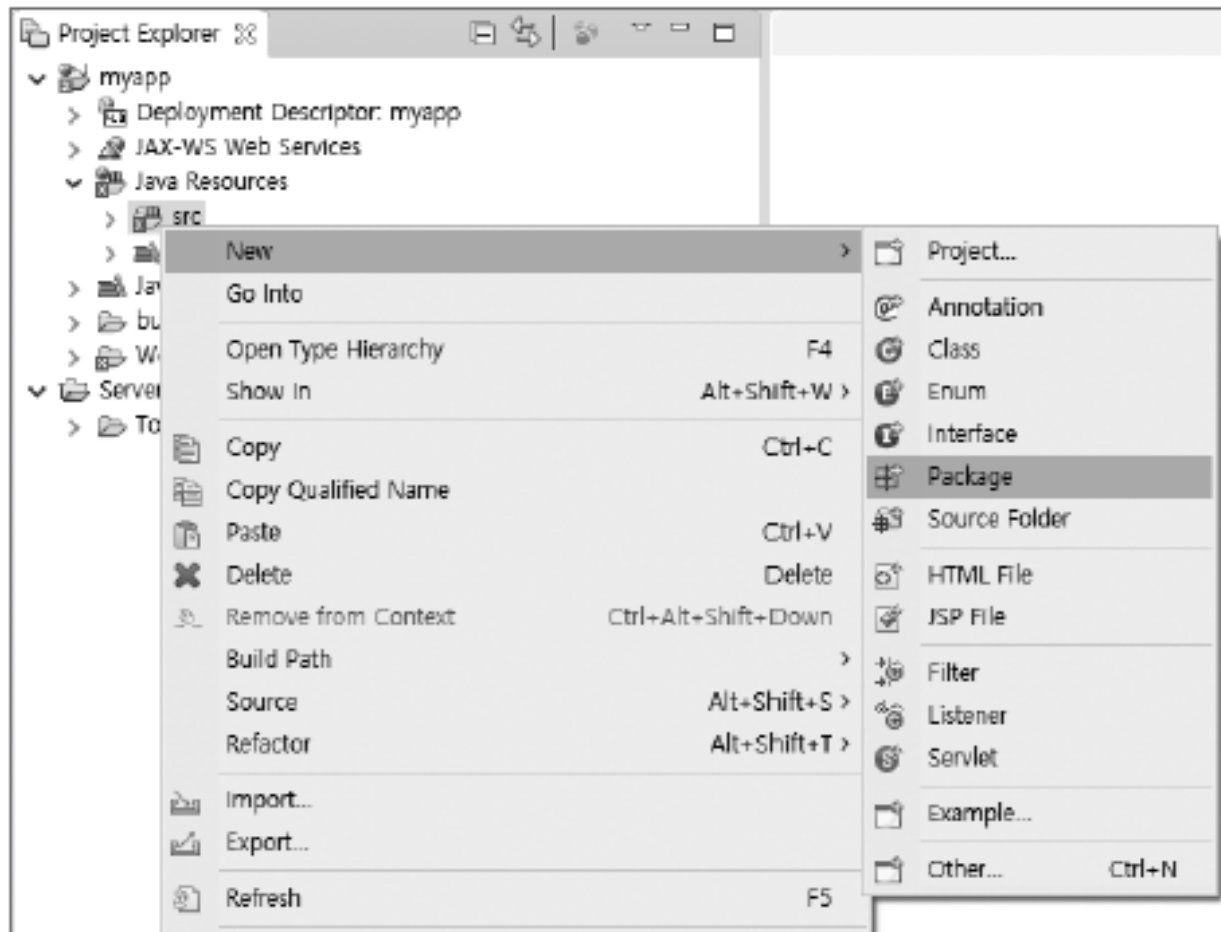 Project Explorer
myapp
Deployment Descriptor: myapp
JAX-WS Web Services
Java Resources
src
New
Go Into
Open Type Hierarchy F4
Show In Alt+Shift+W
Copy Ctrl+C
Copy Qualified Name
Paste Ctrl+V
Delete Delete
Remove from Context Ctrl+Alt+Shift+Down
Build Path
Source Alt+Shift+S
Refactor Alt+Shift+T
Import...
Export...
Refresh F5
Project...
Annotation
Class
Enum
Interface
Package
Source Folder
HTML File
JSP File
Filter
Listener
Servlet
Example...
Other... Ctrl+N